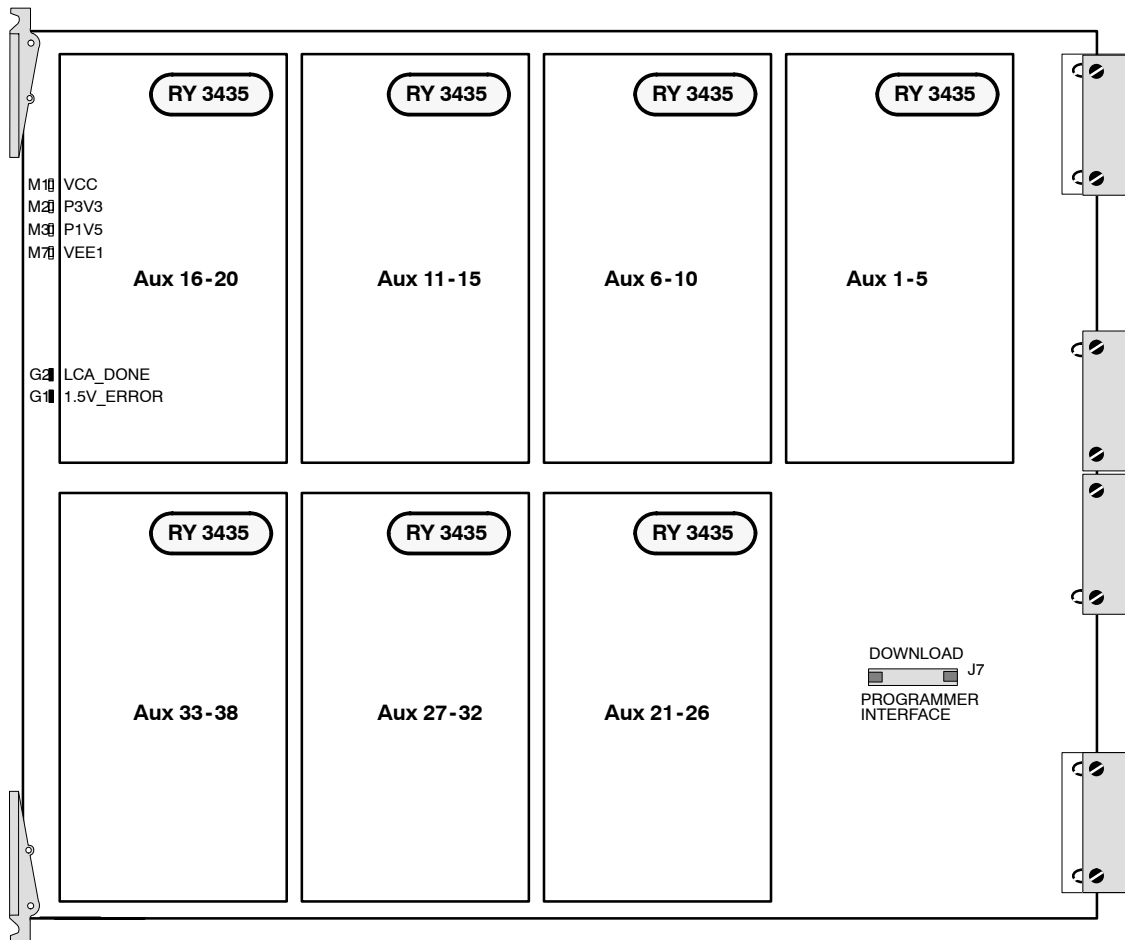 RY 3435 RY 3435 RY 3435 RY 3435
M1 VCC
M2 P3V3
M3 P1V5
M7 VEE1
Aux 16-20 Aux 11-15 Aux 6-10 Aux 1-5
G2 LCA_DONE
G1 1.5V_ERROR
RY 3435 RY 3435 RY 3435
DOWNLOAD
J7
PROGRAMMER
INTERFACE
Aux 33-38 Aux 27-32 Aux 21-26